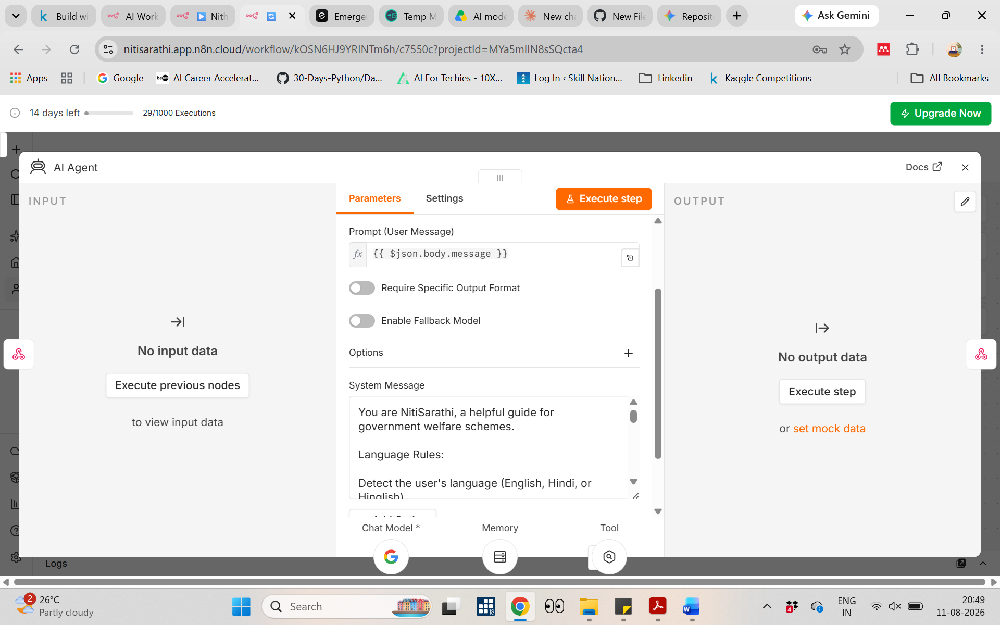 Build wi
AI Work
Nith
Emerge
Temp M
AI mode
New cha
New File
Reposit
Ask Gemini
nitisarathi.app.n8n.cloud/workflow/kOSN6HJ9YRINTm6h/c7550c?projectId=MYa5mlIN8sSQcta4
Apps
Google
AI Career Accelerat...
30-Days-Python/Da...
AI For Techies - 10X...
Log In ‹ Skill Nation...
Linkedin
Kaggle Competitions
All Bookmarks
14 days left
29/1000 Executions
Upgrade Now
AI Agent
Docs
INPUT
Parameters
Settings
Execute step
OUTPUT
Prompt (User Message)
fx {{ $json.body.message }}
Require Specific Output Format
Enable Fallback Model
No input data
Execute previous nodes
to view input data
Options
No output data
Execute step
or set mock data
System Message
You are NitiSarathi, a helpful guide for
government welfare schemes.
Language Rules:
Detect the user's language (English, Hindi, or
Hinglish)
Chat Model *
Memory
Tool
Logs
2
26°C
Partly cloudy
Search
18
4
ENG
IN
20:49
11-08-2026